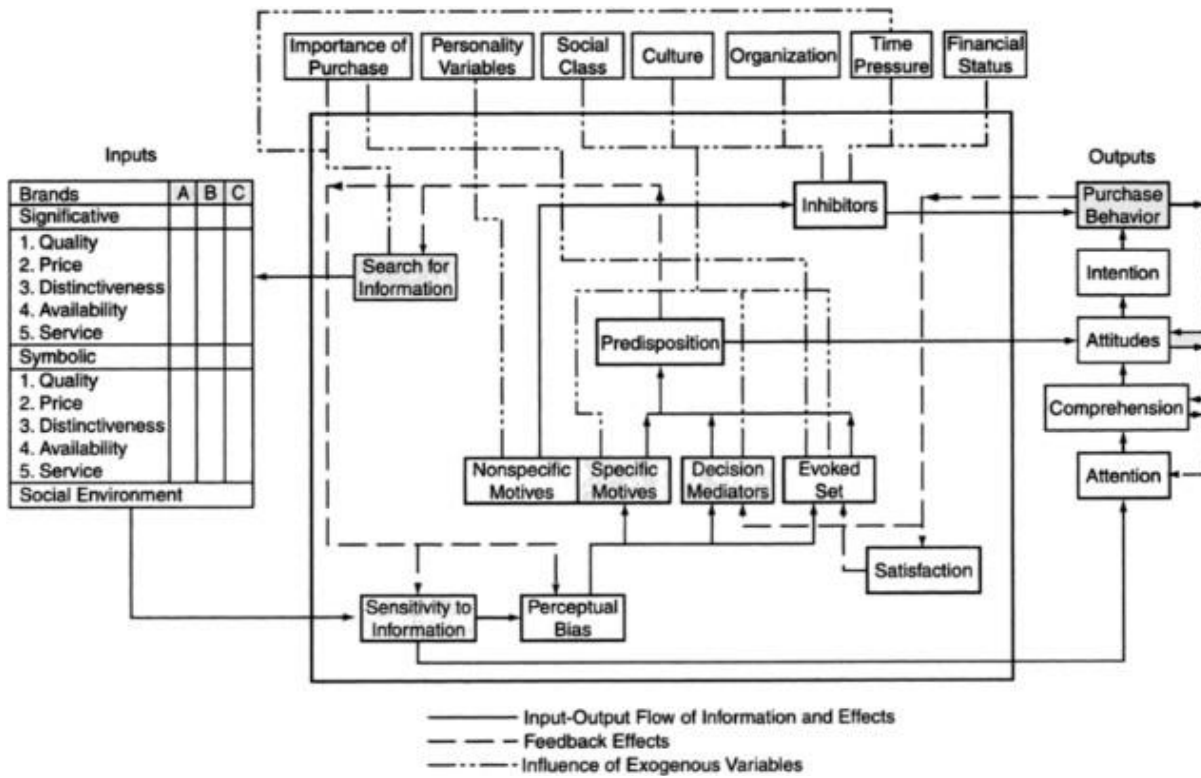 Importance of
Purchase
Personality
Variables
Social
Class
Culture
Organization
Time
Pressure
Financial
Status
Inputs
Brands A B C
Significative
1. Quality
2. Price
3. Distinctiveness
4. Availability
5. Service
Symbolic
1. Quality
2. Price
3. Distinctiveness
4. Availability
5. Service
Social Environment
Search for
Information
Inhibitors
Predisposition
Nonspecific
Motives
Specific
Motives
Decision
Mediators
Evoked
Set
Satisfaction
Sensitivity to
Information
Perceptual
Bias
Outputs
Purchase
Behavior
Intention
Attitudes
Comprehension
Attention
Input-Output Flow of Information and Effects
Feedback Effects
Influence of Exogenous Variables